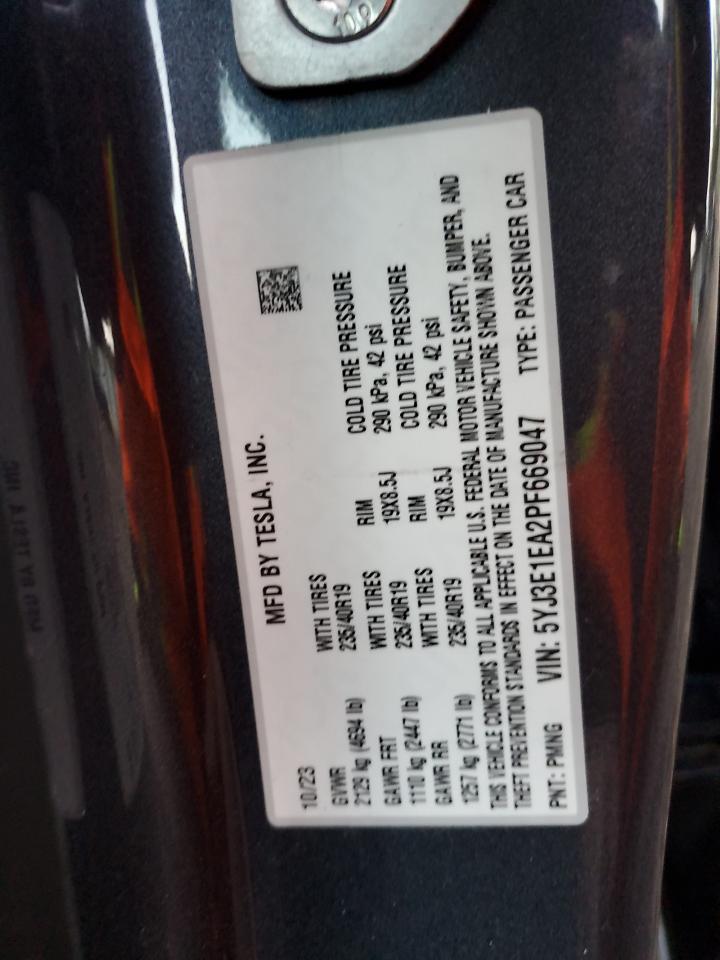 10.9
MFD BY TESLA, INC.
10/23
GVWR WITH TIRES RIM COLD TIRE PRESSURE
2129 kg (4694 lb) 235/40R19 19X8.5J 290 kPa, 42 psi
GAWR FRT WITH TIRES RIM COLD TIRE PRESSURE
1110 kg (2447 lb) 235/40R19 19X8.5J 290 kPa, 42 psi
GAWR RR WITH TIRES
1257 kg (2771 lb) 235/40R19
THIS VEHICLE CONFORMS TO ALL APPLICABLE U.S. FEDERAL MOTOR VEHICLE SAFETY, BUMPER, AND
THEFT PREVENTION STANDARDS IN EFFECT ON THE DATE OF MANUFACTURE SHOWN ABOVE.
PNT: PMNG VIN: 5YJ3E1EA2PF669047 TYPE: PASSENGER CAR